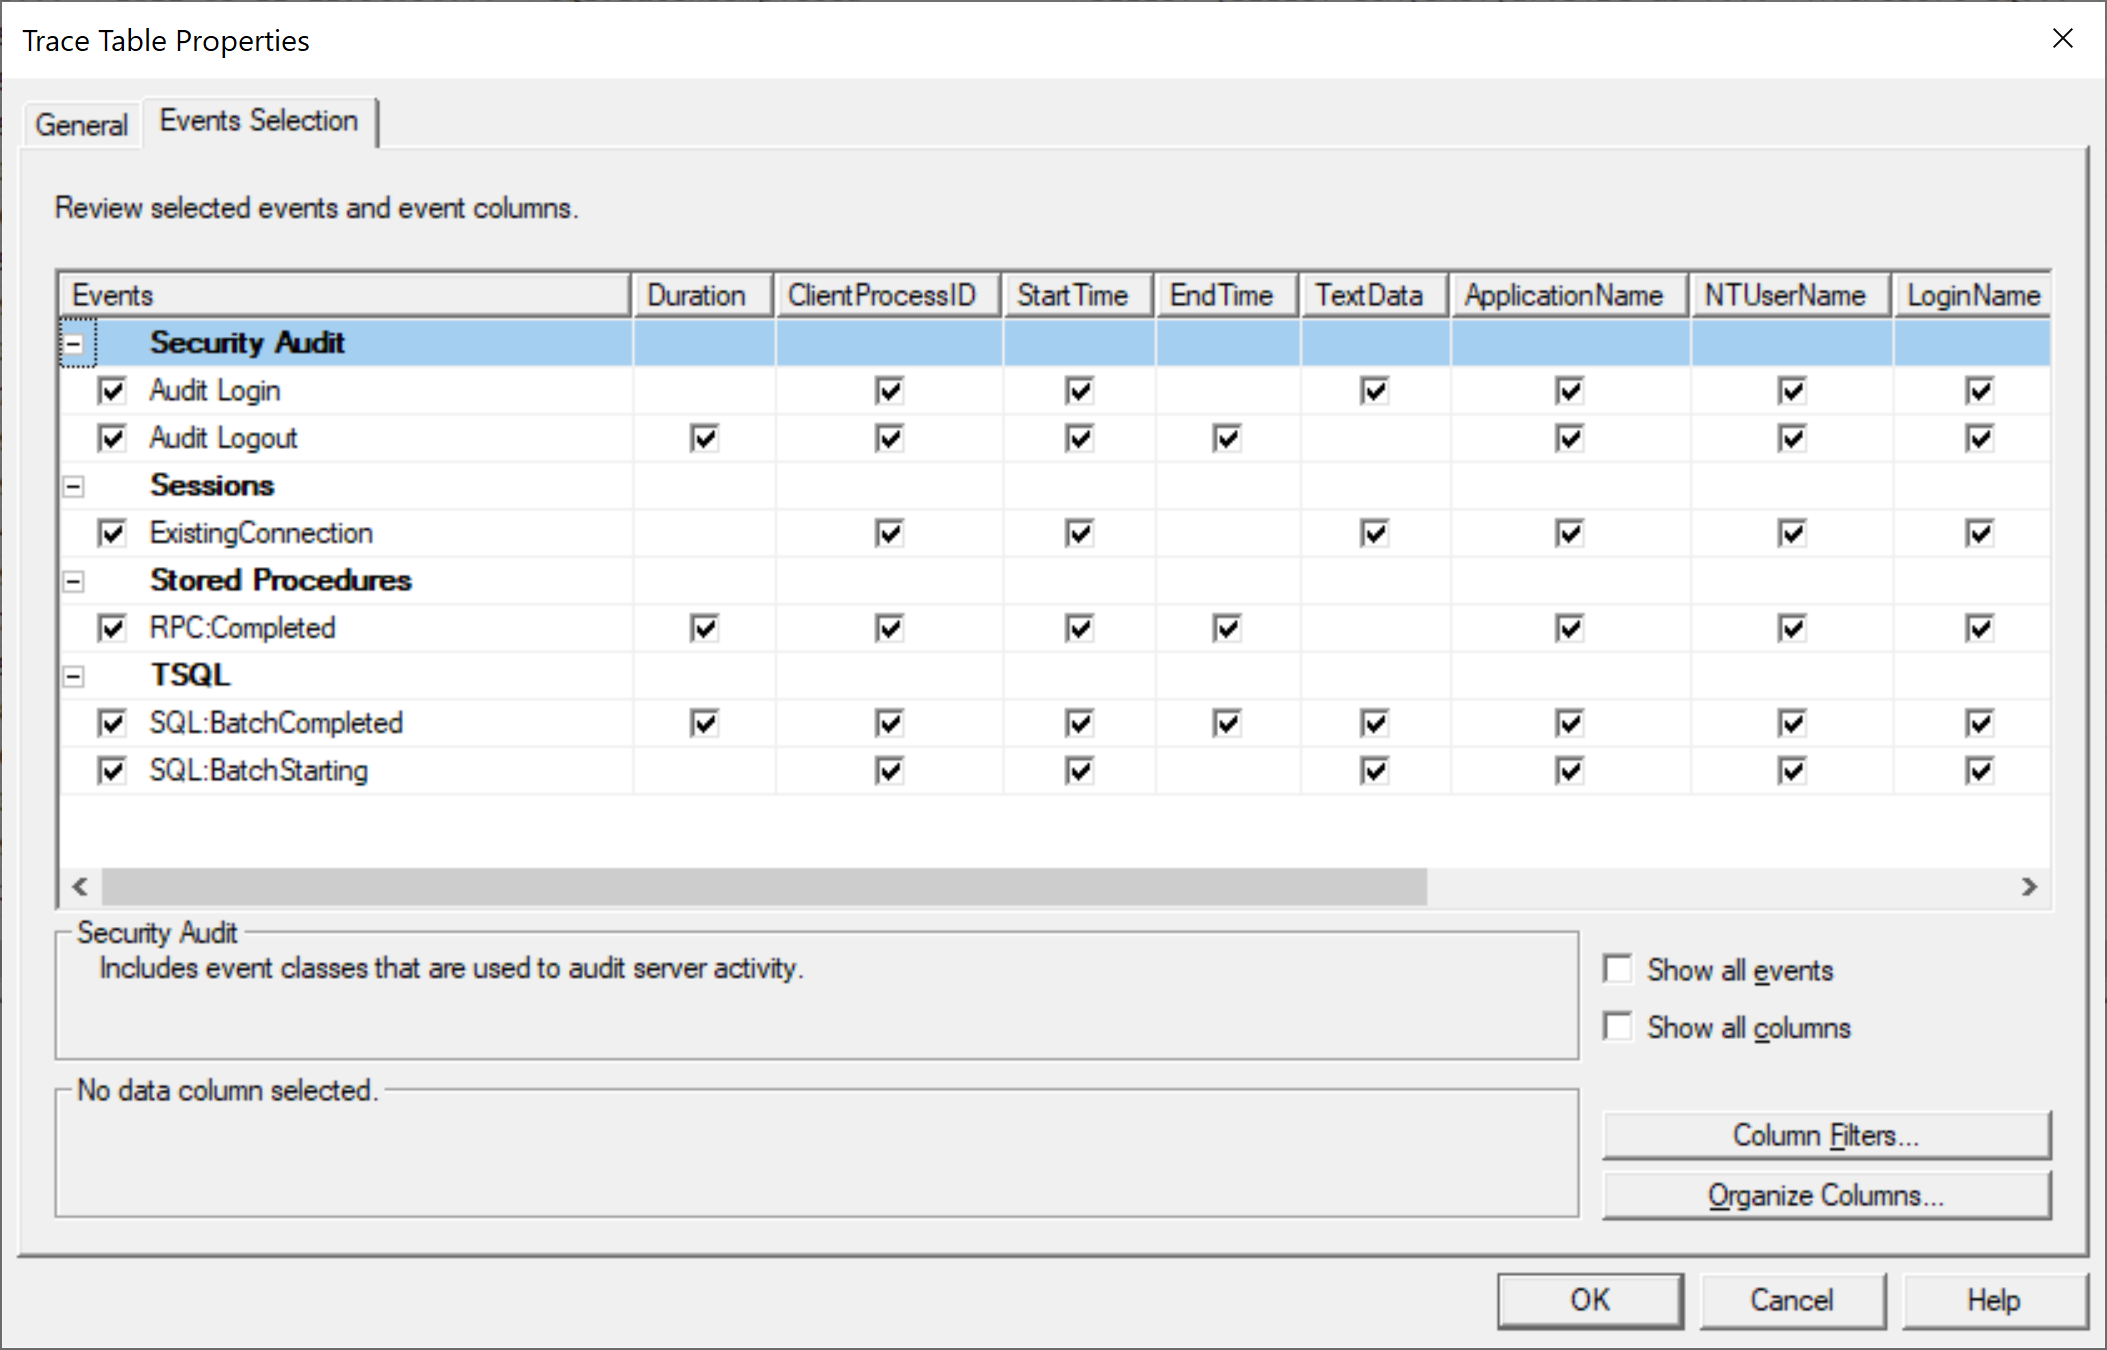 Trace Table Properties
General
Events Selection
Review selected events and event columns.
Events Duration ClientProcessID StartTime EndTime TextData ApplicationName NTUserName LoginName
Security Audit
Audit Login
Audit Logout
Sessions
ExistingConnection
Stored Procedures
RPC:Completed
TSQL
SQL:BatchCompleted
SQL:BatchStarting
Security Audit
Includes event classes that are used to audit server activity.
Show all events
Show all columns
No data column selected.
Column Filters...
Organize Columns...
OK Cancel Help